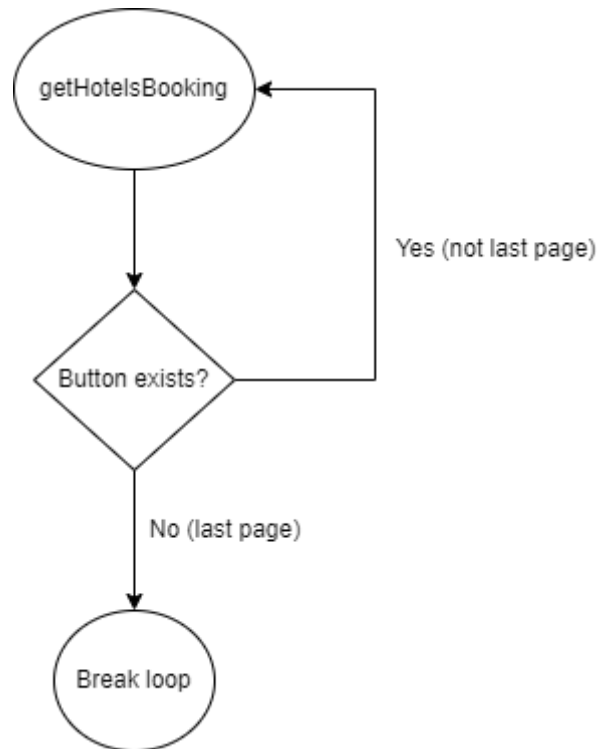 getHotelsBooking
Yes (not last page)
Button exists?
No (last page)
Break loop